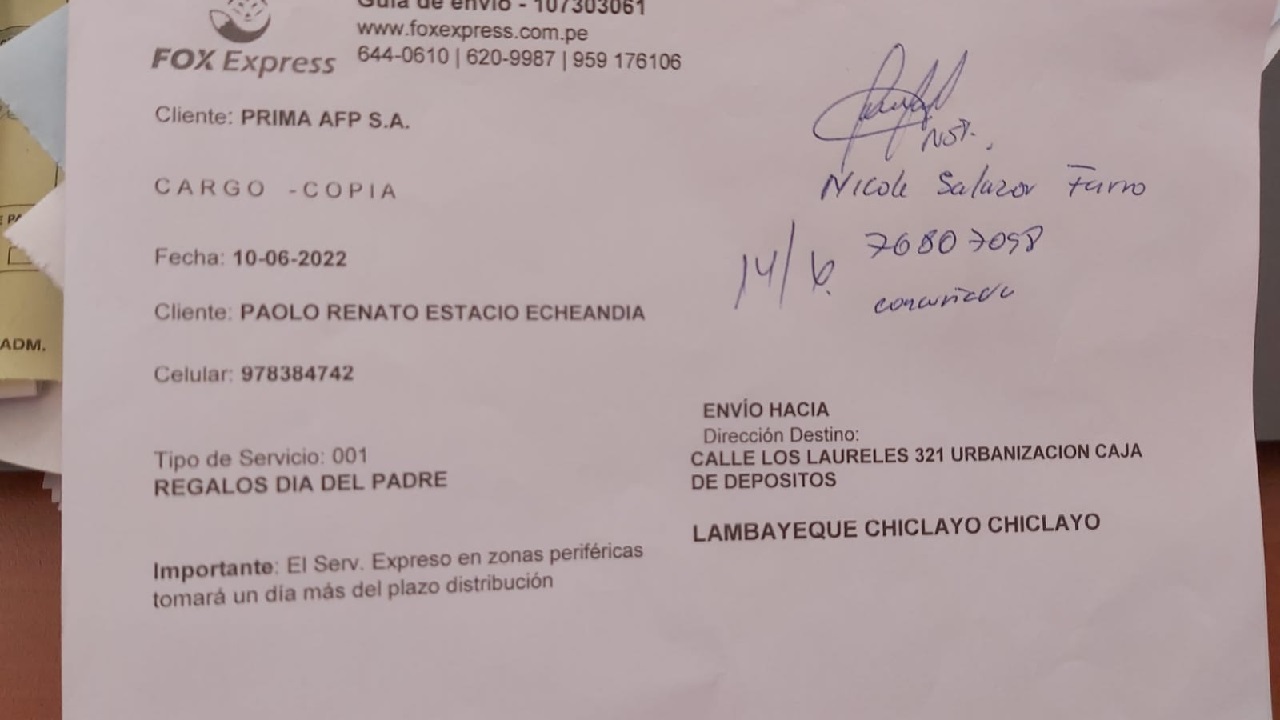 Guía de envío - 107303061
www.foxexpress.com.pe
644-0610 | 620-9987 | 959 176106
FOX Express
Cliente: PRIMA AFP S.A.
CARGO -COPIA
Fecha: 10-06-2022
Cliente: PAOLO RENATO ESTACIO ECHEANDIA
Celular: 978384742
Tipo de Servicio: 001
REGALOS DIA DEL PADRE
Importante: El Serv. Expreso en zonas periféricas
tomará un día más del plazo distribución
Nicole Salazar Farro
76807098
14/6.
ENVÍO HACIA
Dirección Destino:
CALLE LOS LAURELES 321 URBANIZACION CAJA
DE DEPOSITOS
LAMBAYEQUE CHICLAYO CHICLAYO
ADM.